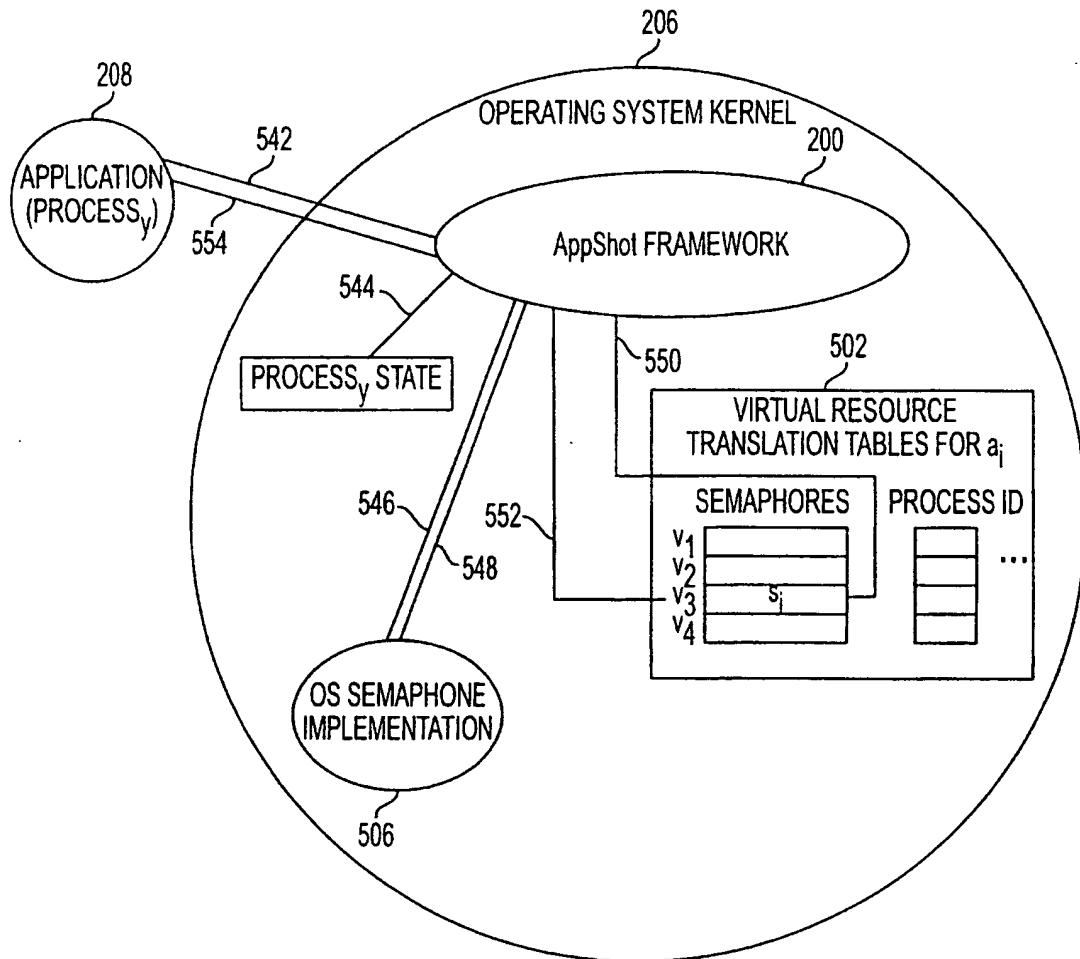 206
208
OPERATING SYSTEM KERNEL
542
200
APPLICATION
(PROCESSy)
554
AppShot FRAMEWORK
544
550
502
PROCESSy STATE
VIRTUAL RESOURCE
TRANSLATION TABLES FOR ai
546
552
SEMAPHORES
PROCESS ID
548
v1
v2
...
v3
si
v4
OS SEMAPHONE
IMPLEMENTATION
506